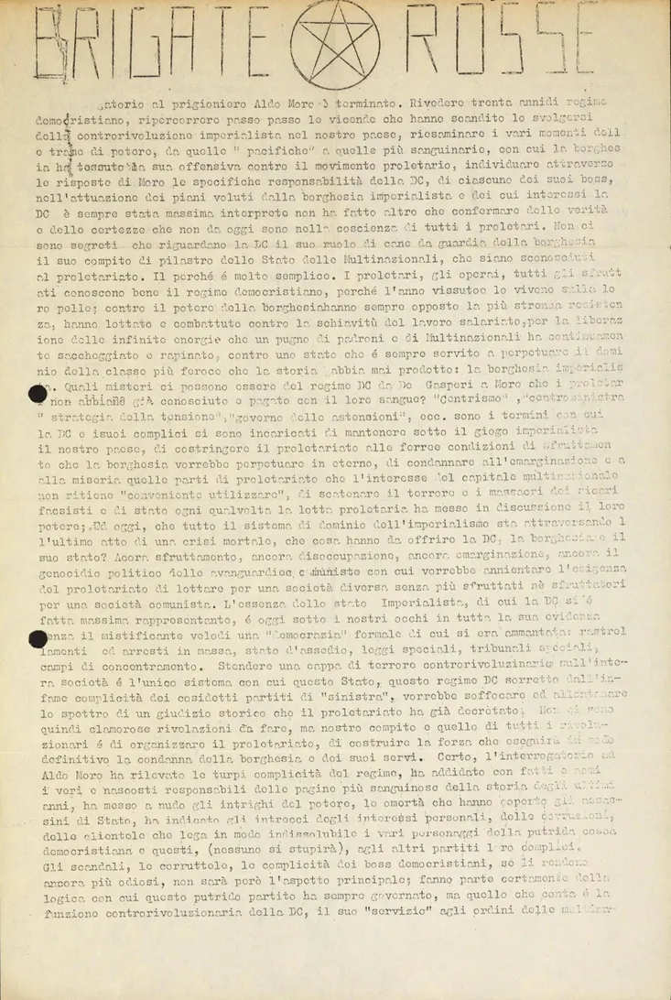 BRIGATE ROSSE
gatorio al prigioniero Aldo Moro è terminato. Rivedere trenta annidi regime
democristiano, ripercorrere passo passo le vicende che hanno scandito lo svolgersi
della controrivoluzione imperialista nel nostro paese, riesaminare i vari momenti dell
e trame di potere, da quelle " pacifiche" a quelle più sanguinarie, con cui la borghes
ia ha tessuto la sua offensiva contro il movimento proletario, individuare attraverso
le risposte di Moro le specifiche responsabilità della DC, di ciascuno dei suoi boss,
nell'attuazione dei piani voluti dalla borghesia imperialista e dei cui interessi la
DC è sempre stata massima interprete non ha fatto altro che confermare delle verità
e delle certezze che non da oggi sono nella coscienza di tutti i proletari. Non ci
sono segreti che riguardano la DC il suo ruolo di cane da guardia della borghesia
il suo compito di pilastro dello Stato delle Multinazionali, che siano sconosciuti
al proletariato. Il perché é molto semplice. I proletari, gli operai, tutti gli sfrutt
ati conoscono bene il regime democristiano, perché l'anno vissutoe lo vivono sulla lo
ro pelle; contro il potere della borghesiahanno sempre opposto la più strenua resisten
za, hanno lottato e combattuto contro la schiavitù del lavoro salariato,per la liberaz
ione delle infinite energie che un pugno di padroni e di Multinazionali ha continuamen
te saccheggiato e rapinato, contro uno stato che é sempre servito a perpetuare il domi
nio della classe più feroce che la storia abbia mai prodotto: la borghesia imperialis
a. Quali misteri ci possono essere del regime DC da De Gasperi a Moro che i proletar
non abbiano già conosciuto e pagato con il loro sangue? "Centrismo" ,"centrosinistra
" strategia della tensione","governo delle astensioni", ecc. sono i termini con cui
la DC e isuoi complici si sono incaricati di mantenere sotto il giogo imperialista
il nostro paese, di costringere il proletariato alle ferree condizioni di sfruttamen
to che la borghesia vorrebbe perpetuare in eterno, di condannare all'emarginazione e a
alla miseria quelle parti di proletariato che l'interesse del capitale multinazionale
non ritiene "conveniente utilizzare", di scatenare il terrore e i massacri dei sicari
facsisti e di stato ogni qualvolta la lotta proletaria ha messo in discussione il loro
potere; Ed oggi, che tutto il sistema di dominio dell'imperialismo sta attraversando l
l'ultimo atto di una crisi mortale, che cosa hanno da offrire la DC, la borghesia e il
suo stato? Acora sfruttamento, ancora disoccupazione, ancora emarginazione, ancora il
genocidio politico delle avanguardiee comuniste con cui vorrebbe annientare l'esigenza
del proletariato di lottare per una società diversa senza più sfruttati nè sfruttatori
per una società comunista. L'essenza dello stato Imperialista, di cui la DC si é
fatta massima rappresentante, é oggi sotto i nostri occhi in tutta la sua evidenza
senza il mistificante velodi una "democrazia" formale di cui si era ammantata: rastrel
lamenti ed arresti in massa, stato d'assedio, leggi speciali, tribunali speciali,
campi di concentramento. Stendere una cappa di terrore controrivoluzinario sull'inte-
ra società é l'unico sistema con cui questo Stato, questo regime DC sorretto dall'in-
fame complicità dei cosidetti partiti di "sinistra", vorrebbe soffocare ed allontanare
lo spettro di un giudizio storico che il proletariato ha già decretato. Non ci sono
quindi clamorose rivelazioni da fare, ma nostro compito e quello di tutti i rivolu-
zionari é di organizzare il proletariato, di costruire la forza che eseguirà in modo
definitivo la condanna della borghesia e dei suoi servi. Certo, l'interrogatorio ad
Aldo Moro ha rilevato le turpi complicità del regime, ha addidato con fatti e nomi
i veri e nascosti responsabili delle pagine più sanguinose della storia degli ultimi
anni, ha messo a nudo gli intrighi del potere, le omertà che hanno coperto gli assas-
sini di Stato, ha indicato gli intrecci degli interessi personali, delle corruzioni,
delle clientele che lega in modo indissolubile i vari personaggi della putrida cosca
democristiana e questi, (nessuno si stupirà), agli altri partiti loro complici.
Gli scandali, le corruttele, le complicità dei boss democristiani, se li rendono
ancora più odiosi, non sarà però l'aspetto principale; fanno parte certamente della
logica con cui questo putrido partito ha sempre governato, ma quello che conta é la
funzione controrivoluzionaria della DC, il suo "servizio" agli ordini delle